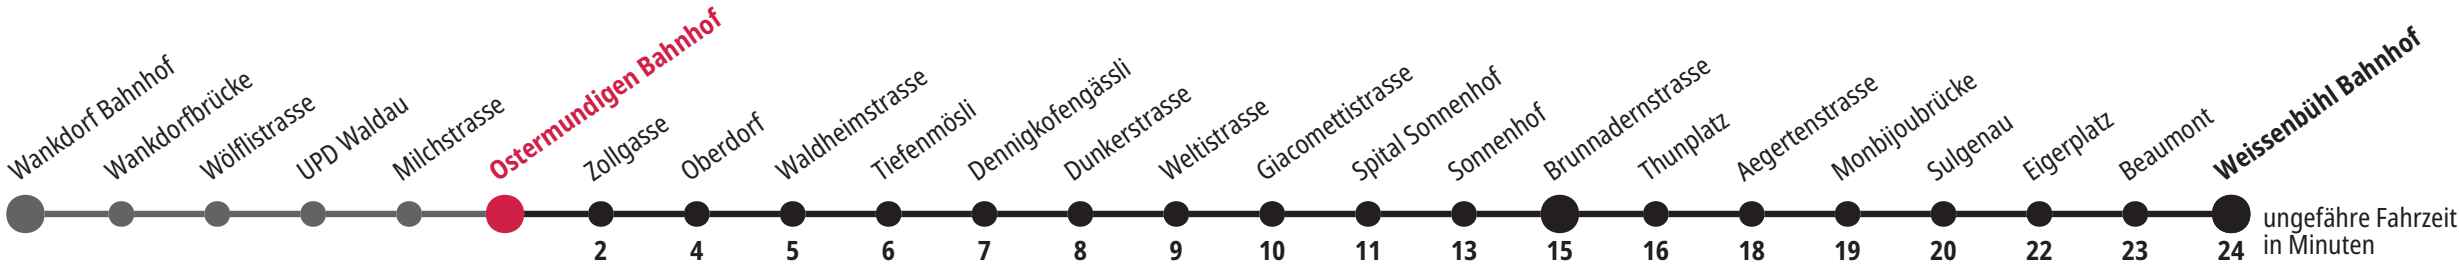 Wankdorf Bahnhof
Wankdorfbrücke
Wölflistrasse
UPD Waldau
Milchstrasse
Ostermundigen Bahnhof
Zollgasse
Oberdorf
Waldheimstrasse
Tiefenmösli
Dennigkofengässli
Dunkerstrasse
Weltistrasse
Giacomettistrasse
Spital Sonnenhof
Sonnenhof
Brunnadernstrasse
Thunplatz
Aegertenstrasse
Monbijoubrücke
Sulgenau
Eigerplatz
Beaumont
Weissenbühl Bahnhof
2 4 5 6 7 8 9 10 11 13 15 16 18 19 20 22 23 24
ungefähre Fahrzeit
in Minuten